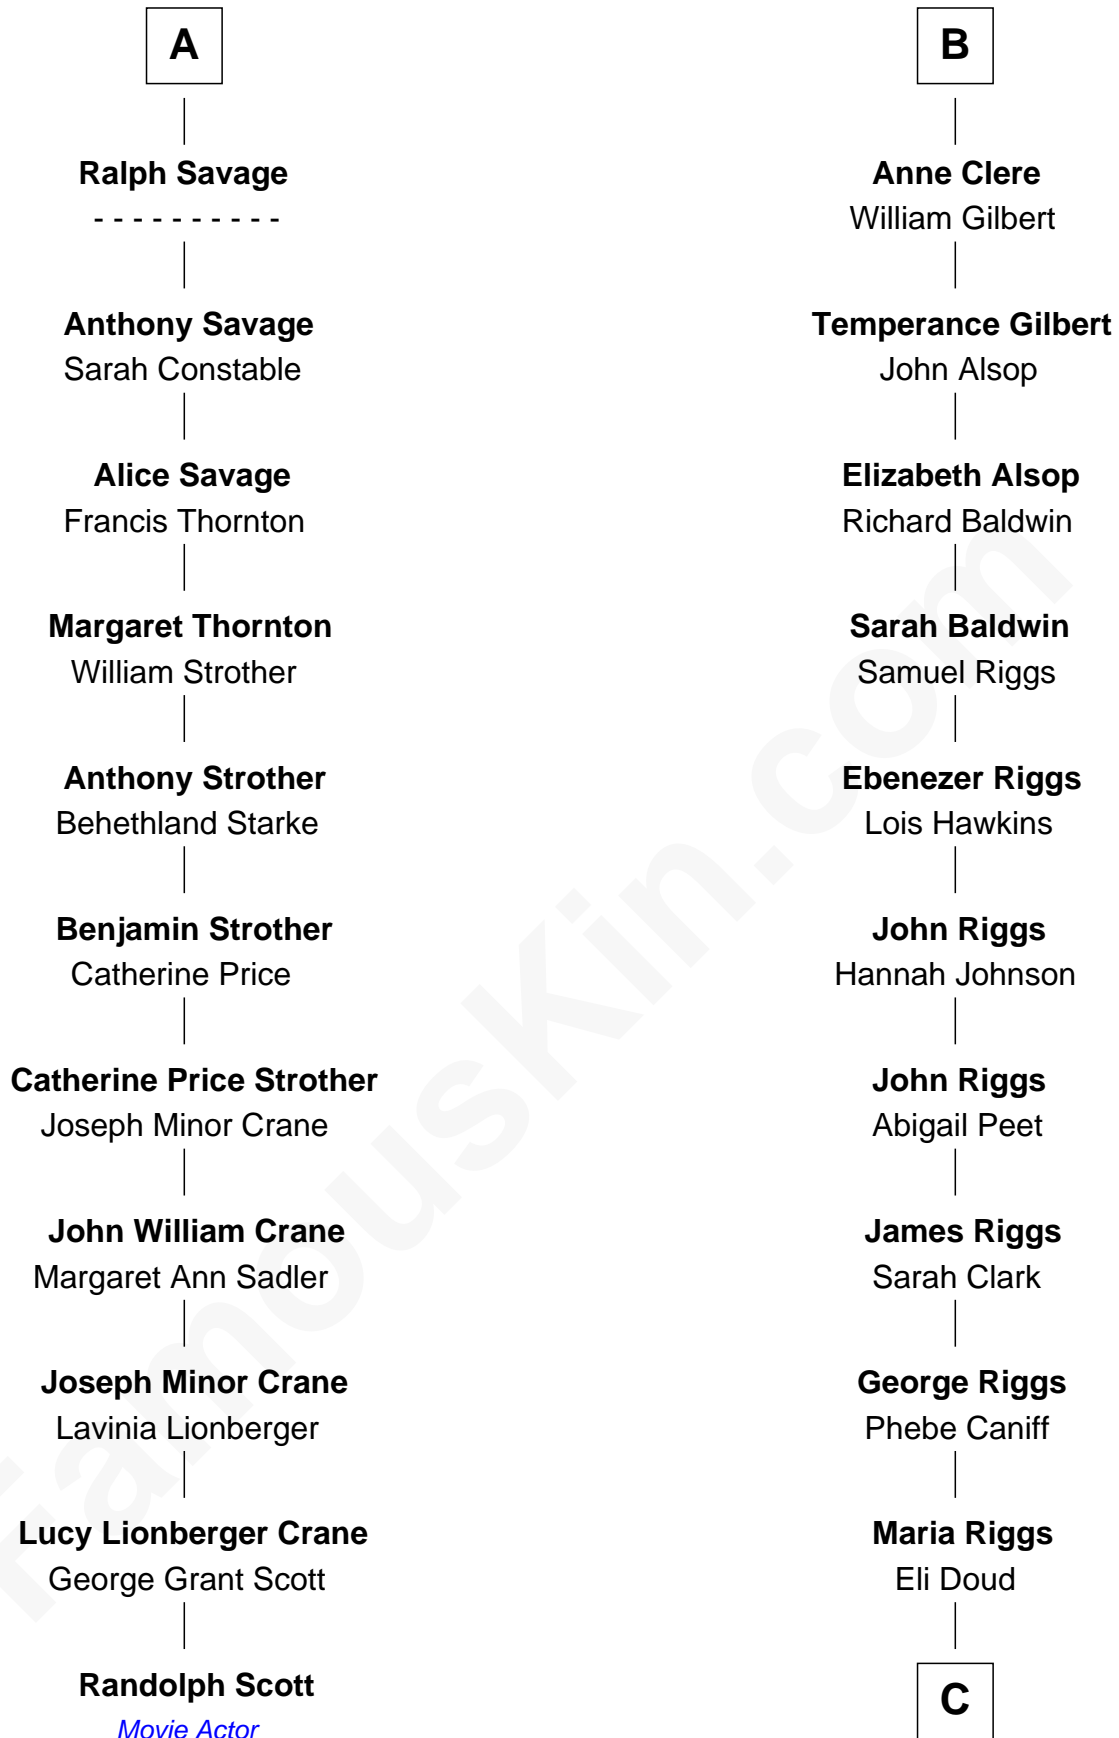 A
Ralph Savage
- - - - - - - - - -
Anthony Savage
Sarah Constable
Alice Savage
Francis Thornton
Margaret Thornton
William Strother
Anthony Strother
Behethland Starke
Benjamin Strother
Catherine Price
Catherine Price Strother
Joseph Minor Crane
John William Crane
Margaret Ann Sadler
Joseph Minor Crane
Lavinia Lionberger
Lucy Lionberger Crane
George Grant Scott
Randolph Scott
Movie Actor
B
Anne Clere
William Gilbert
Temperance Gilbert
John Alsop
Elizabeth Alsop
Richard Baldwin
Sarah Baldwin
Samuel Riggs
Ebenezer Riggs
Lois Hawkins
John Riggs
Hannah Johnson
John Riggs
Abigail Peet
James Riggs
Sarah Clark
George Riggs
Phebe Caniff
Maria Riggs
Eli Doud
C
FamousKin.com